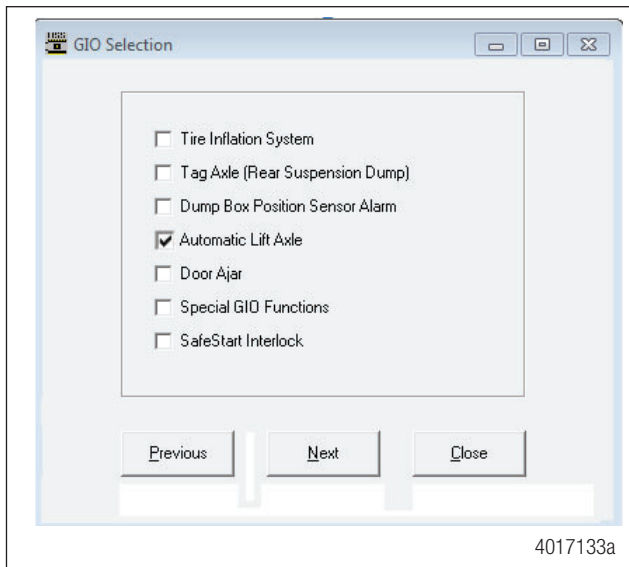 HSS
GIO Selection
Tire Inflation System
Tag Axle (Rear Suspension Dump)
Dump Box Position Sensor Alarm
Automatic Lift Axle
Door Ajar
Special GIO Functions
SafeStart Interlock
Previous Next Close
4017133a